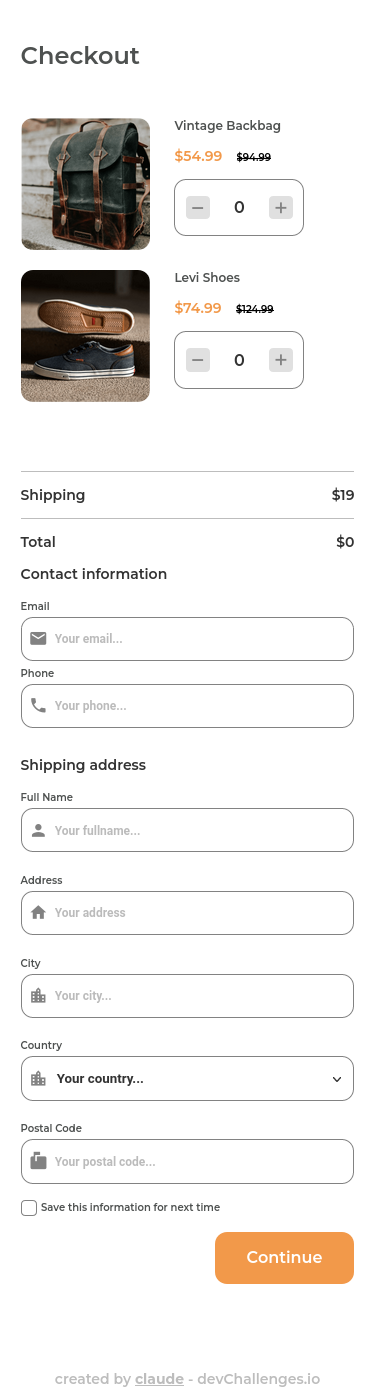 Checkout
Vintage Backbag
$54.99 $94.99
0
Levi Shoes
$74.99 $124.99
0
Shipping $19
Total $0
Contact information
Email
Your email...
Phone
Your phone...
Shipping address
Full Name
Your fullname...
Address
Your address
City
Your city...
Country
Your country...
Postal Code
Your postal code...
Save this information for next time
Continue
created by claude - devChallenges.io